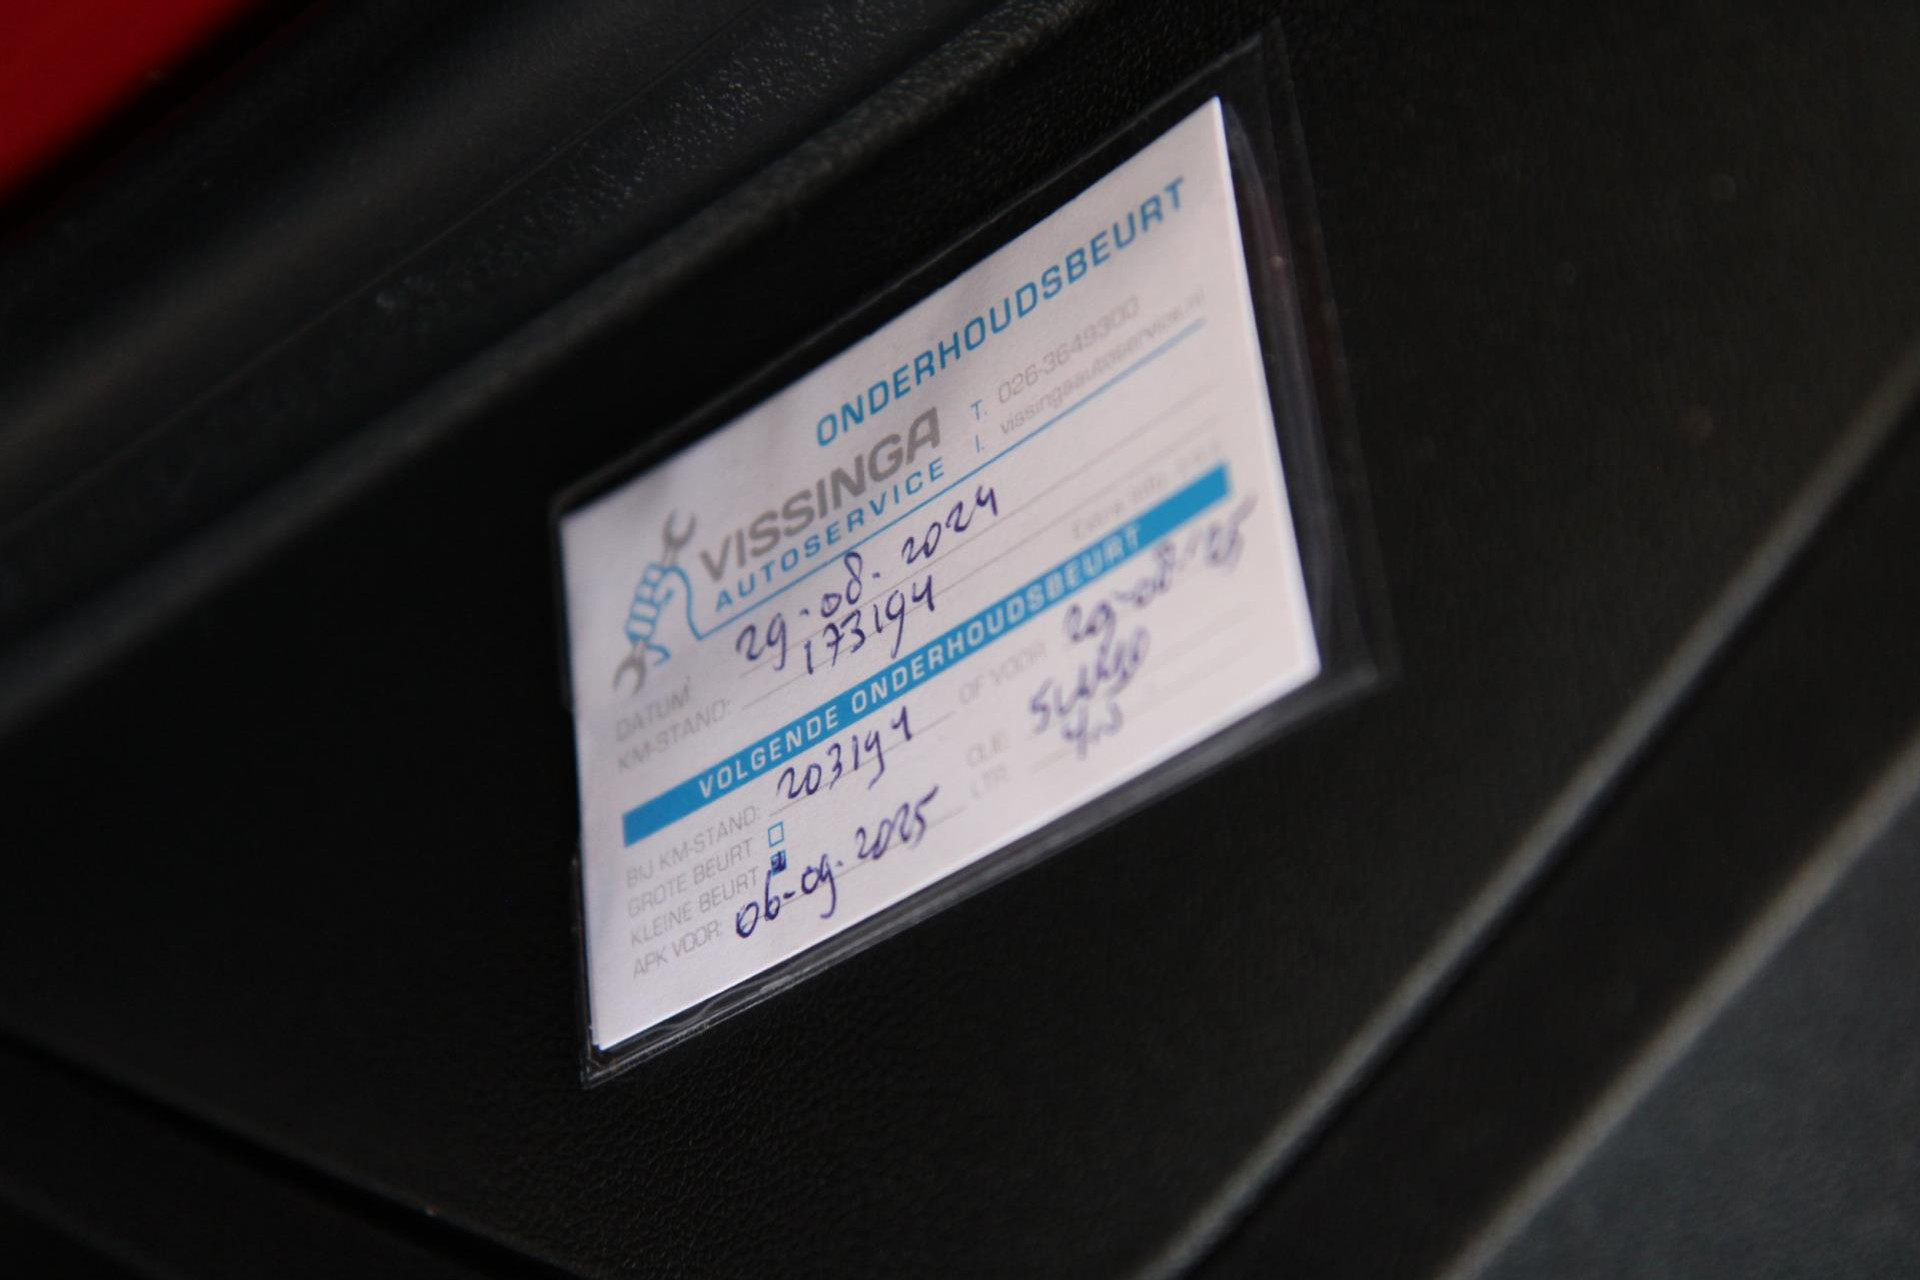 ONDERHOUDSBEURT
VISSINGA
AUTOSERVICE
T. 026-3649300
I. vissingaautoservice.nl
DATUM: 29-08-2024
KM-STAND: 173194
VOLGENDE ONDERHOUDSBEURT
BIJ KM-STAND: 203194 OF VOOR 29-08-'25
GROTE BEURT
KLEINE BEURT
OLIE
APK VOOR: 06-09-2025 LTR.